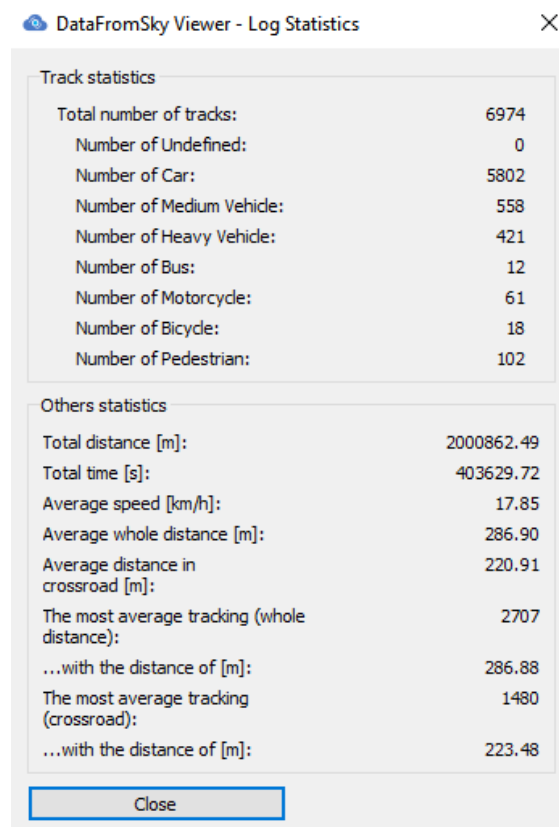 DataFromSky Viewer - Log Statistics
Track statistics
Total number of tracks: 6974
Number of Undefined: 0
Number of Car: 5802
Number of Medium Vehicle: 558
Number of Heavy Vehicle: 421
Number of Bus: 12
Number of Motorcycle: 61
Number of Bicycle: 18
Number of Pedestrian: 102
Others statistics
Total distance [m]: 2000862.49
Total time [s]: 403629.72
Average speed [km/h]: 17.85
Average whole distance [m]: 286.90
Average distance in 220.91
crossroad [m]:
The most average tracking (whole 2707
distance):
...with the distance of [m]: 286.88
The most average tracking 1480
(crossroad):
...with the distance of [m]: 223.48
Close